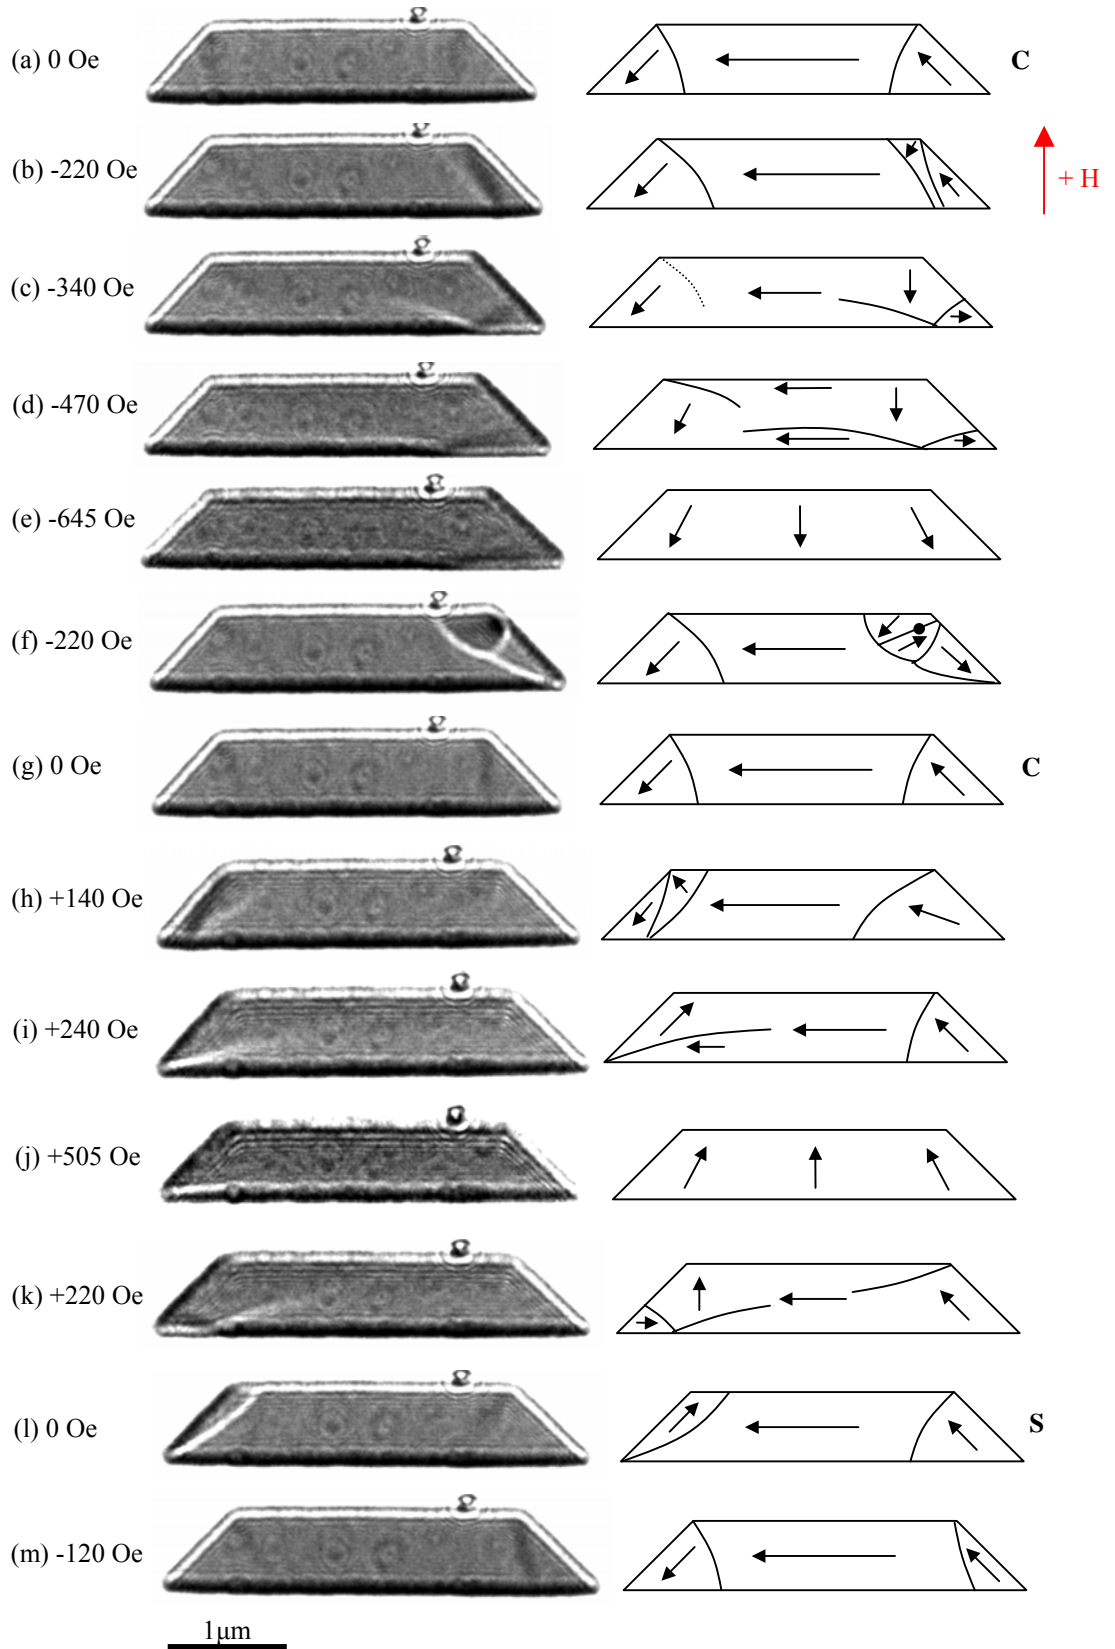 (a) 0 Oe
C
(b) -220 Oe
+ H
(c) -340 Oe
(d) -470 Oe
(e) -645 Oe
(f) -220 Oe
(g) 0 Oe
C
(h) +140 Oe
(i) +240 Oe
(j) +505 Oe
(k) +220 Oe
(l) 0 Oe
S
(m) -120 Oe
1μm